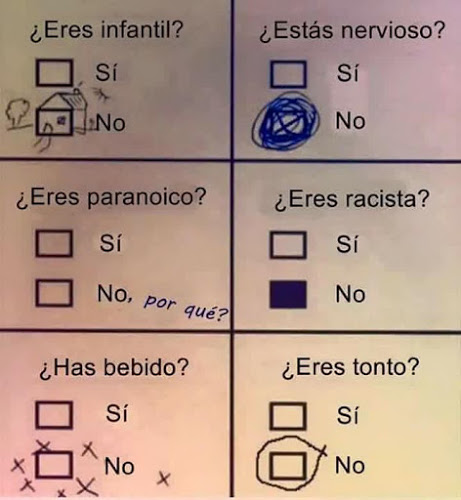 ¿Eres infantil?
Sí
No
¿Estás nervioso?
Sí
No
¿Eres paranoico?
Sí
No, por qué?
¿Eres racista?
Sí
No
¿Has bebido?
Sí
No
¿Eres tonto?
Sí
No